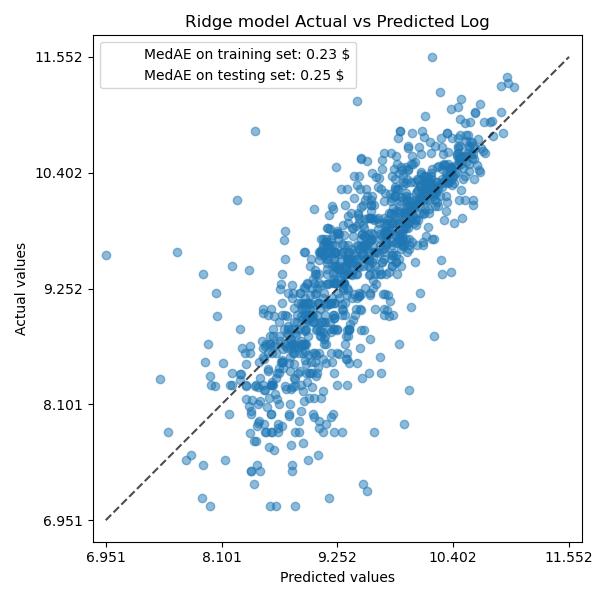 Ridge model Actual vs Predicted Log
MedAE on training set: 0.23 $
MedAE on testing set: 0.25 $
11.552
10.402
9.252
8.101
6.951
Actual values
6.951 8.101 9.252 10.402 11.552
Predicted values